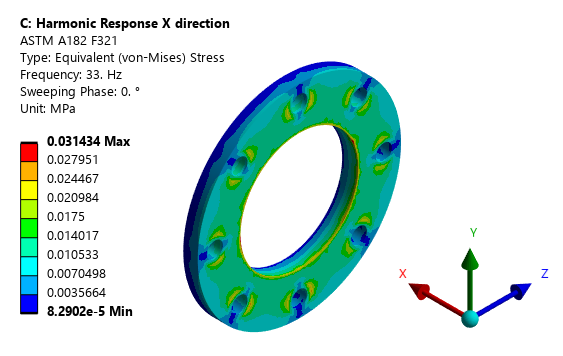 C: Harmonic Response X direction
ASTM A182 F321
Type: Equivalent (von-Mises) Stress
Frequency: 33. Hz
Sweeping Phase: 0. °
Unit: MPa
0.031434 Max
0.027951
0.024467
0.020984
0.0175
0.014017
0.010533
0.0070498
0.0035664
8.2902e-5 Min
Y
X
Z